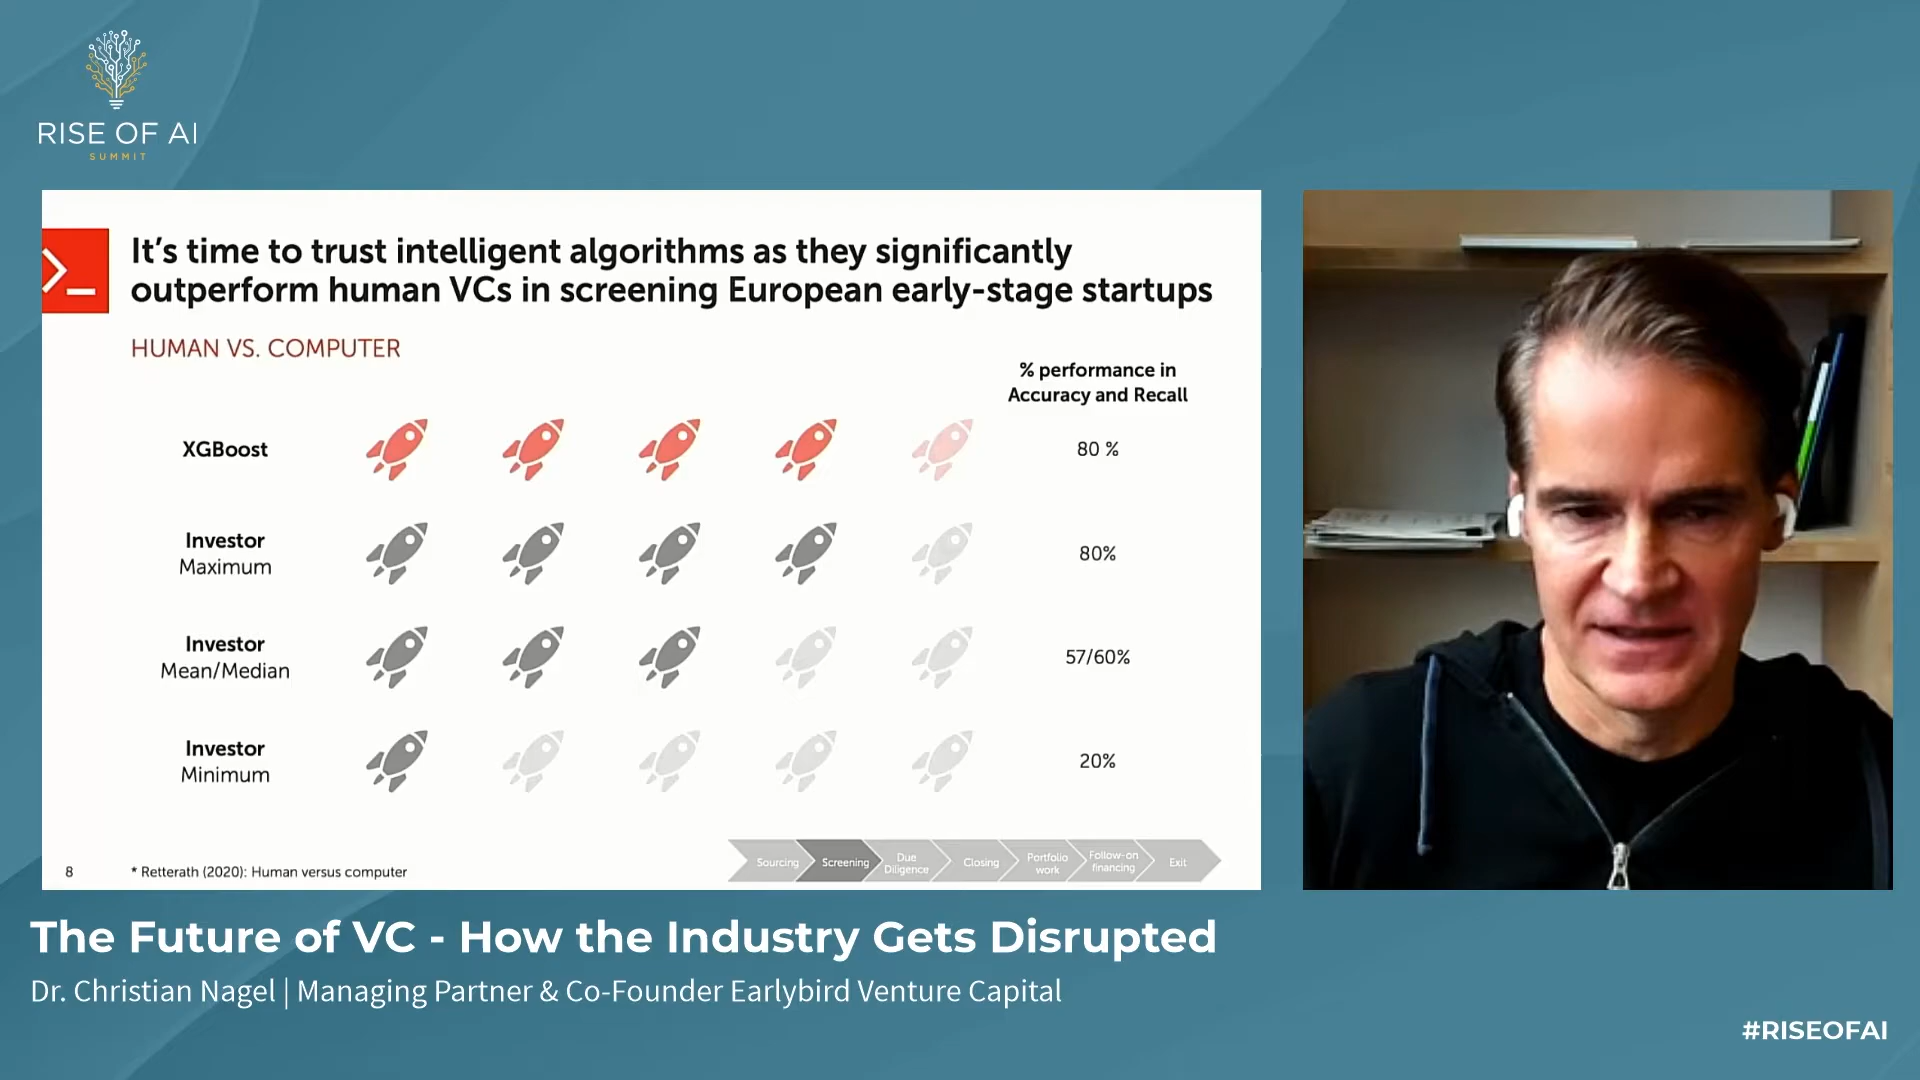 RISE OF AI
SUMMIT
It’s time to trust intelligent algorithms as they significantly
outperform human VCs in screening European early-stage startups
HUMAN VS. COMPUTER
% performance in
Accuracy and Recall
XGBoost
80 %
Investor
Maximum
80%
Investor
Mean/Median
57/60%
Investor
Minimum
20%
Sourcing
Screening
Due
Diligence
Closing
Portfolio
work
Follow-on
financing
Exit
8
* Retterath (2020): Human versus computer
The Future of VC - How the Industry Gets Disrupted
Dr. Christian Nagel | Managing Partner & Co-Founder Earlybird Venture Capital
#RISEOFAI